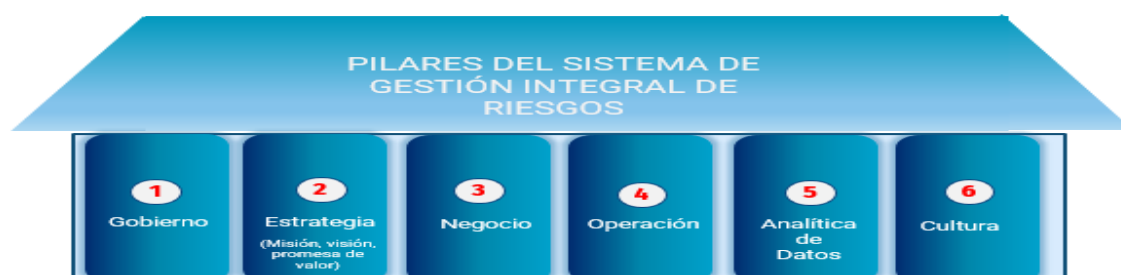 PILARES DEL SISTEMA DE
GESTIÓN INTEGRAL DE
RIESGOS
1
Gobierno
2
Estrategia
(Misión, visión,
promesa de
valor)
3
Negocio
4
Operación
5
Analítica
de
Datos
6
Cultura